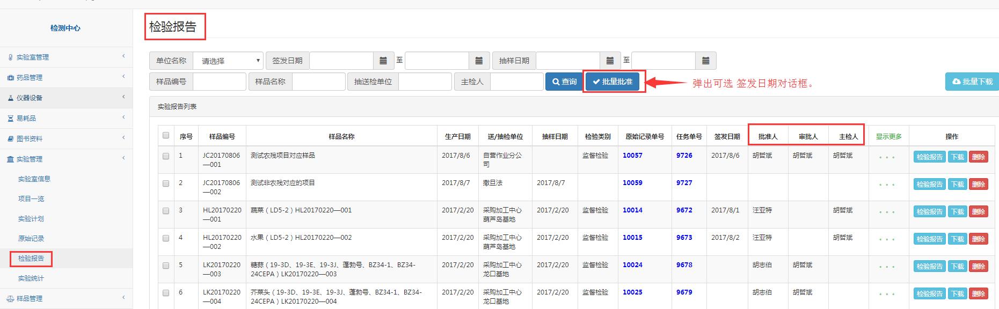 检测中心
实验室管理
药品管理
仪器设备
易耗品
图书资料
实验管理
实验室信息
项目一览
实验计划
原始记录
检验报告
实验统计
样品管理
检验报告
单位名称 请选择 签发日期 至 抽样日期 至
样品编号 样品名称 抽送检单位 主检人 查询 批量批准 弹出可选 签发日期对话框。 批量下载
实验报告列表
序号 样品编号 样品名称 生产日期 送/抽检单位 抽样日期 检验类别 原始记录单号 任务单号 签发日期 批准人 审批人 主检人 显示更多 操作
1 JC20170806 测试农残项目对应样品 2017/8/6 自营作业分公 监督检验 10057 9726 2017/8/6 胡哲斌 胡哲斌 胡哲斌 。。。 检验报告 下载 删除
—001 司
2 JC20170806 测试非农残对应的项目 2017/8/7 撒旦法 2017/8/7 10059 9727 。。。 检验报告 下载 删除
—002
3 HL20170220 蔬菜（LD5-2）HL20170220—001 2017/2/20 采购加工中心 2017/2/20 监督检验 10014 9672 2017/8/1 汪亚特 胡哲斌 。。。 检验报告 下载 删除
—001 葫芦岛基地
4 HL20170220 水果（LD5-2）HL20170220—002 2017/2/20 采购加工中心 2017/2/20 监督检验 10015 9673 2017/8/2 汪亚特 胡哲斌 。。。 检验报告 下载 删除
—002 葫芦岛基地
5 LK20170220 糖蒜（19-3D、19-3E、19-3J、蓬勃号、BZ34-1、BZ34- 2017/2/20 采购加工中心 2017/2/20 监督检验 10024 9678 胡志伯 胡哲斌 。。。 检验报告 下载 删除
—003 24CEPA）LK20170220—003 龙口基地
6 LK20170220 芥菜头（19-3D、19-3E、19-3J、蓬勃号、BZ34-1、BZ34- 2017/2/20 采购加工中心 2017/2/20 监督检验 10025 9679 胡志伯 胡哲斌 。。。 检验报告 下载 删除
—004 24CEPA）LK20170220—004 龙口基地